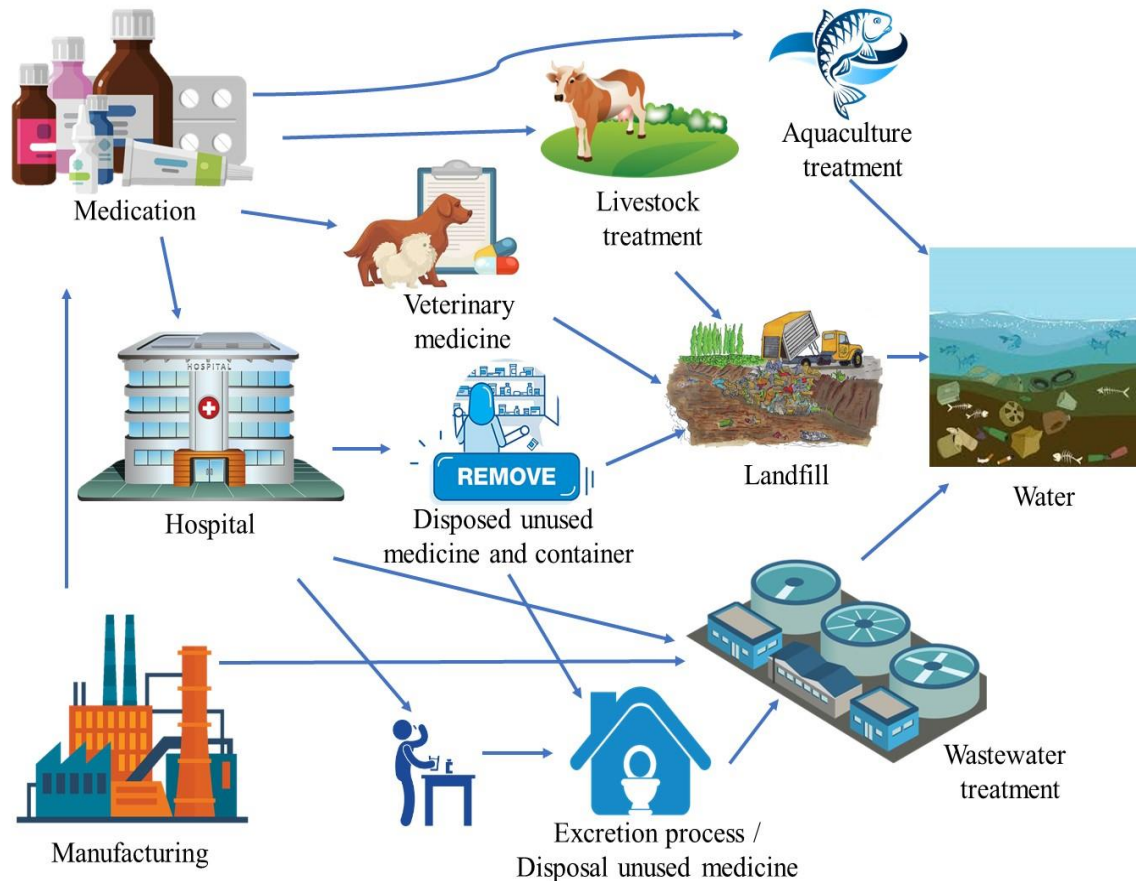 Aquaculture
treatment
Medication
Livestock
treatment
Veterinary
medicine
HOSPITAL
REMOVE
Landfill
Water
Hospital
Disposed unused
medicine and container
Wastewater
treatment
Manufacturing
Excretion process /
Disposal unused medicine